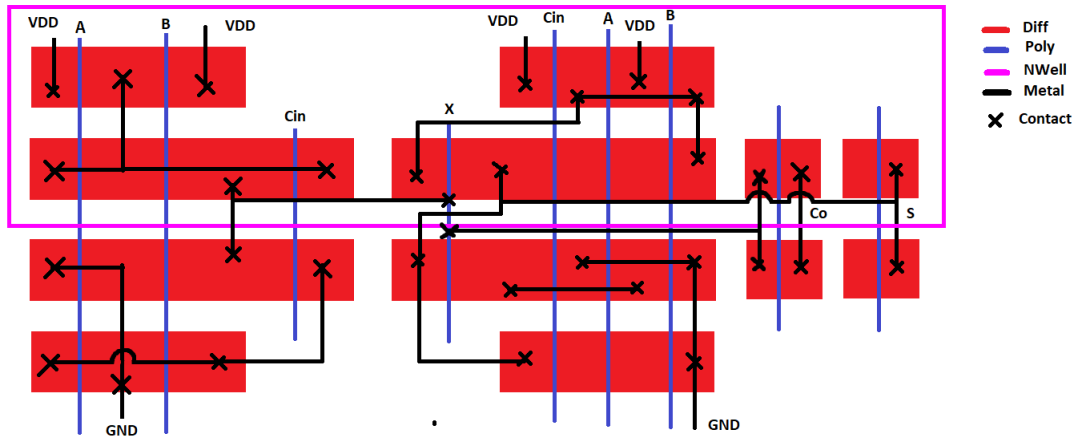 VDD A B VDD
VDD Cin A VDD B
Diff
Poly
NWell
Metal
Contact
Cin
X
Co
S
GND
GND